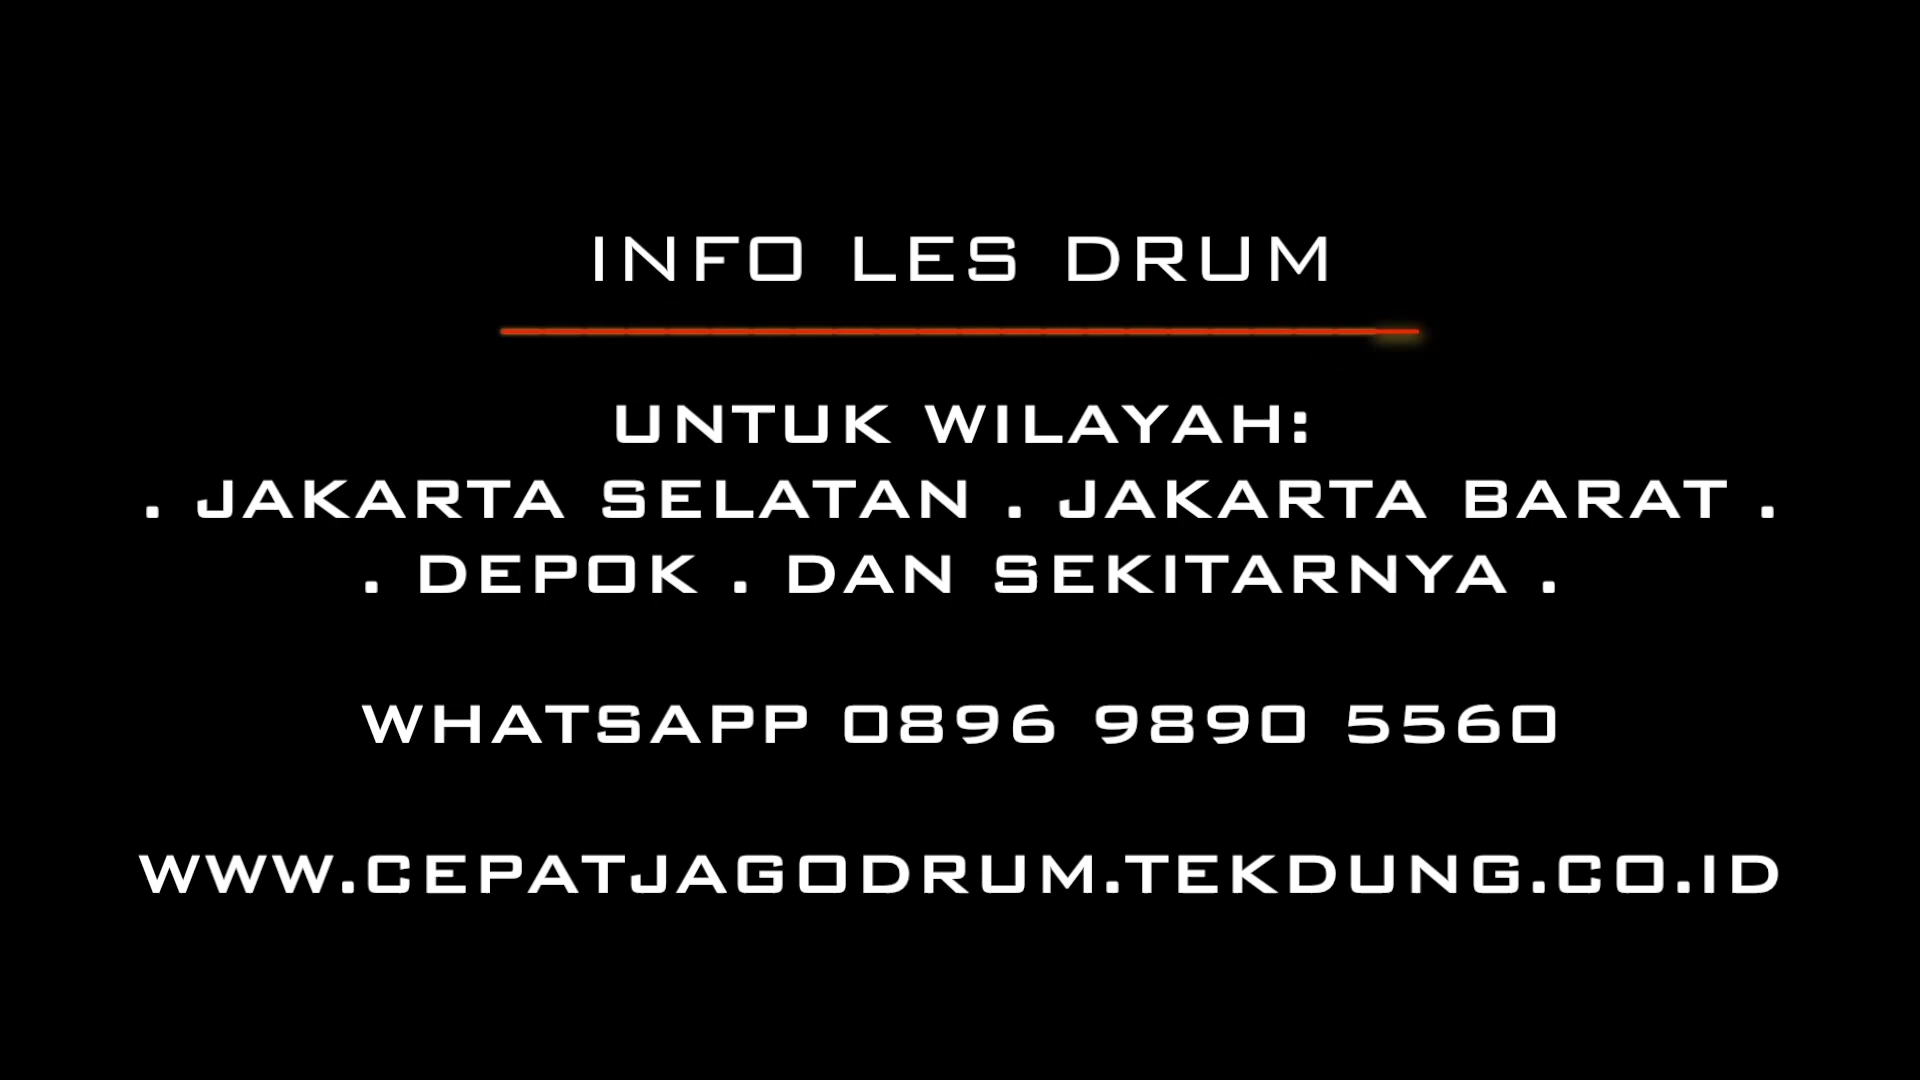 INFO LES DRUM
UNTUK WILAYAH:
. JAKARTA SELATAN . JAKARTA BARAT .
. DEPOK . DAN SEKITARNYA .
WHATSAPP 0896 9890 5560
WWW.CEPATJAGODRUM.TEKDUNG.CO.ID